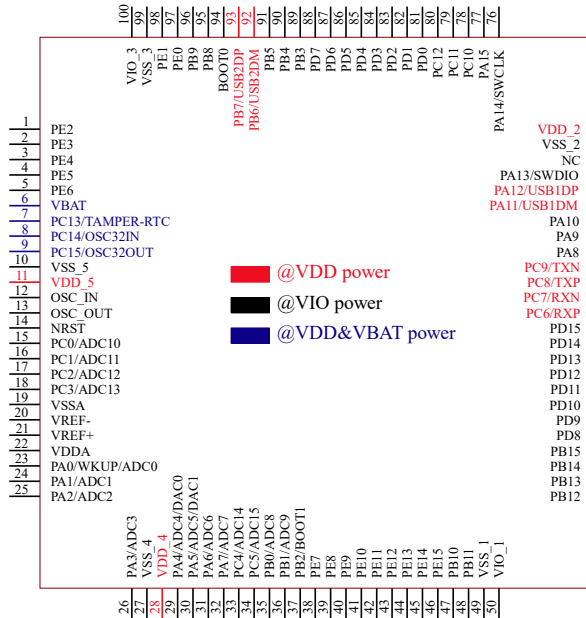 100
99
98
97
96
95
94
93
92
91
90
89
88
87
86
85
84
83
82
81
80
79
78
77
76
VIO_3
VSS_3
PE1
PE0
PB9
PB8
BOOT0
PB7/USB2DP
PB6/USB2DM
PB5
PB4
PB3
PD7
PD6
PD5
PD4
PD3
PD2
PD1
PD0
PC12
PC11
PC10
PA15
PA14/SWCLK
1 PE2
2 PE3
3 PE4
4 PE5
5 PE6
6 VBAT
7 PC13/TAMPER-RTC
8 PC14/OSC32IN
9 PC15/OSC32OUT
10 VSS_5
11 VDD_5
12 OSC_IN
13 OSC_OUT
14 NRST
15 PC0/ADC10
16 PC1/ADC11
17 PC2/ADC12
18 PC3/ADC13
19 VSSA
20 VREF-
21 VREF+
22 VDDA
23 PA0/WKUP/ADC0
24 PA1/ADC1
25 PA2/ADC2
@VDD power
@VIO power
@VDD&VBAT power
VDD_2
VSS_2
NC
PA13/SWDIO
PA12/USB1DP
PA11/USB1DM
PA10
PA9
PA8
PC9/TXN
PC8/TXP
PC7/RXN
PC6/RXP
PD15
PD14
PD13
PD12
PD11
PD10
PD9
PD8
PB15
PB14
PB13
PB12
PA3/ADC3
VSS_4
VDD_4
PA4/ADC4/DAC0
PA5/ADC5/DAC1
PA6/ADC6
PA7/ADC7
PC4/ADC14
PC5/ADC15
PB0/ADC8
PB1/ADC9
PB2/BOOT1
PE7
PE8
PE9
PE10
PE11
PE12
PE13
PE14
PE15
PB10
PB11
VSS_1
VIO_1
26
27
28
29
30
31
32
33
34
35
36
37
38
39
40
41
42
43
44
45
46
47
48
49
50